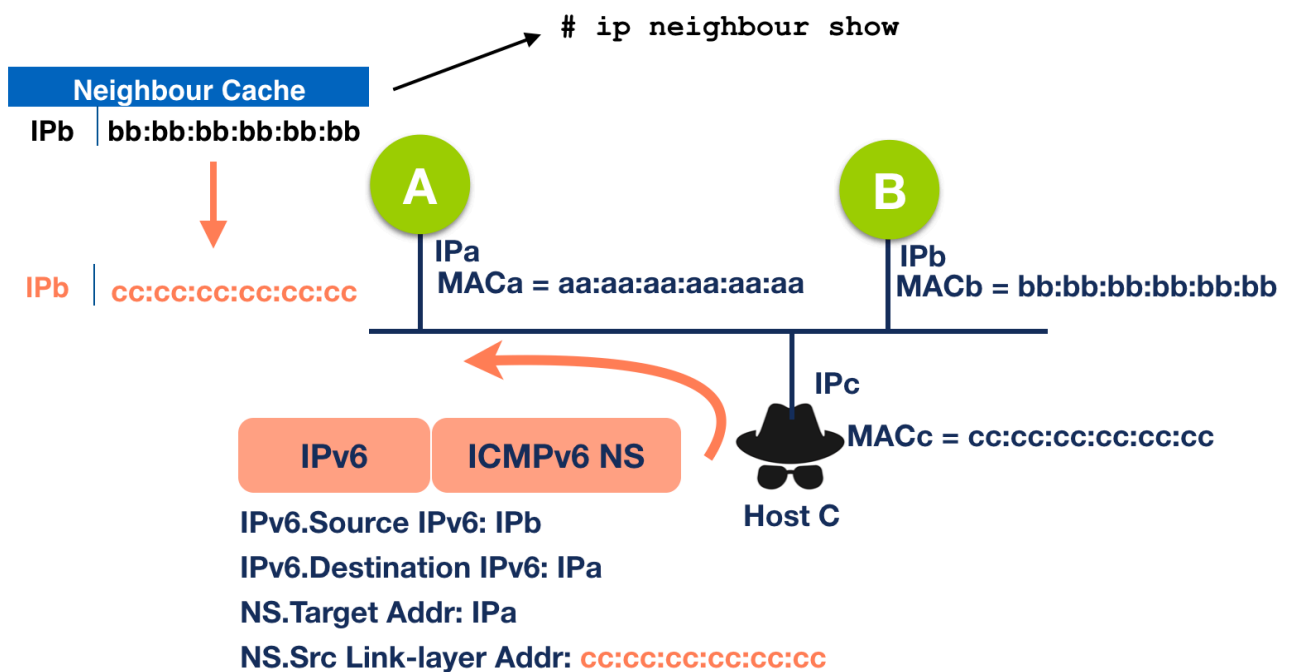 # ip neighbour show
Neighbour Cache
IPb bb:bb:bb:bb:bb:bb
IPb cc:cc:cc:cc:cc:cc
A
IPa
MACa = aa:aa:aa:aa:aa:aa
B
IPb
MACb = bb:bb:bb:bb:bb:bb
IPc
MACc = cc:cc:cc:cc:cc:cc
Host C
IPv6 ICMPv6 NS
IPv6.Source IPv6: IPb
IPv6.Destination IPv6: IPa
NS.Target Addr: IPa
NS.Src Link-layer Addr: cc:cc:cc:cc:cc:cc